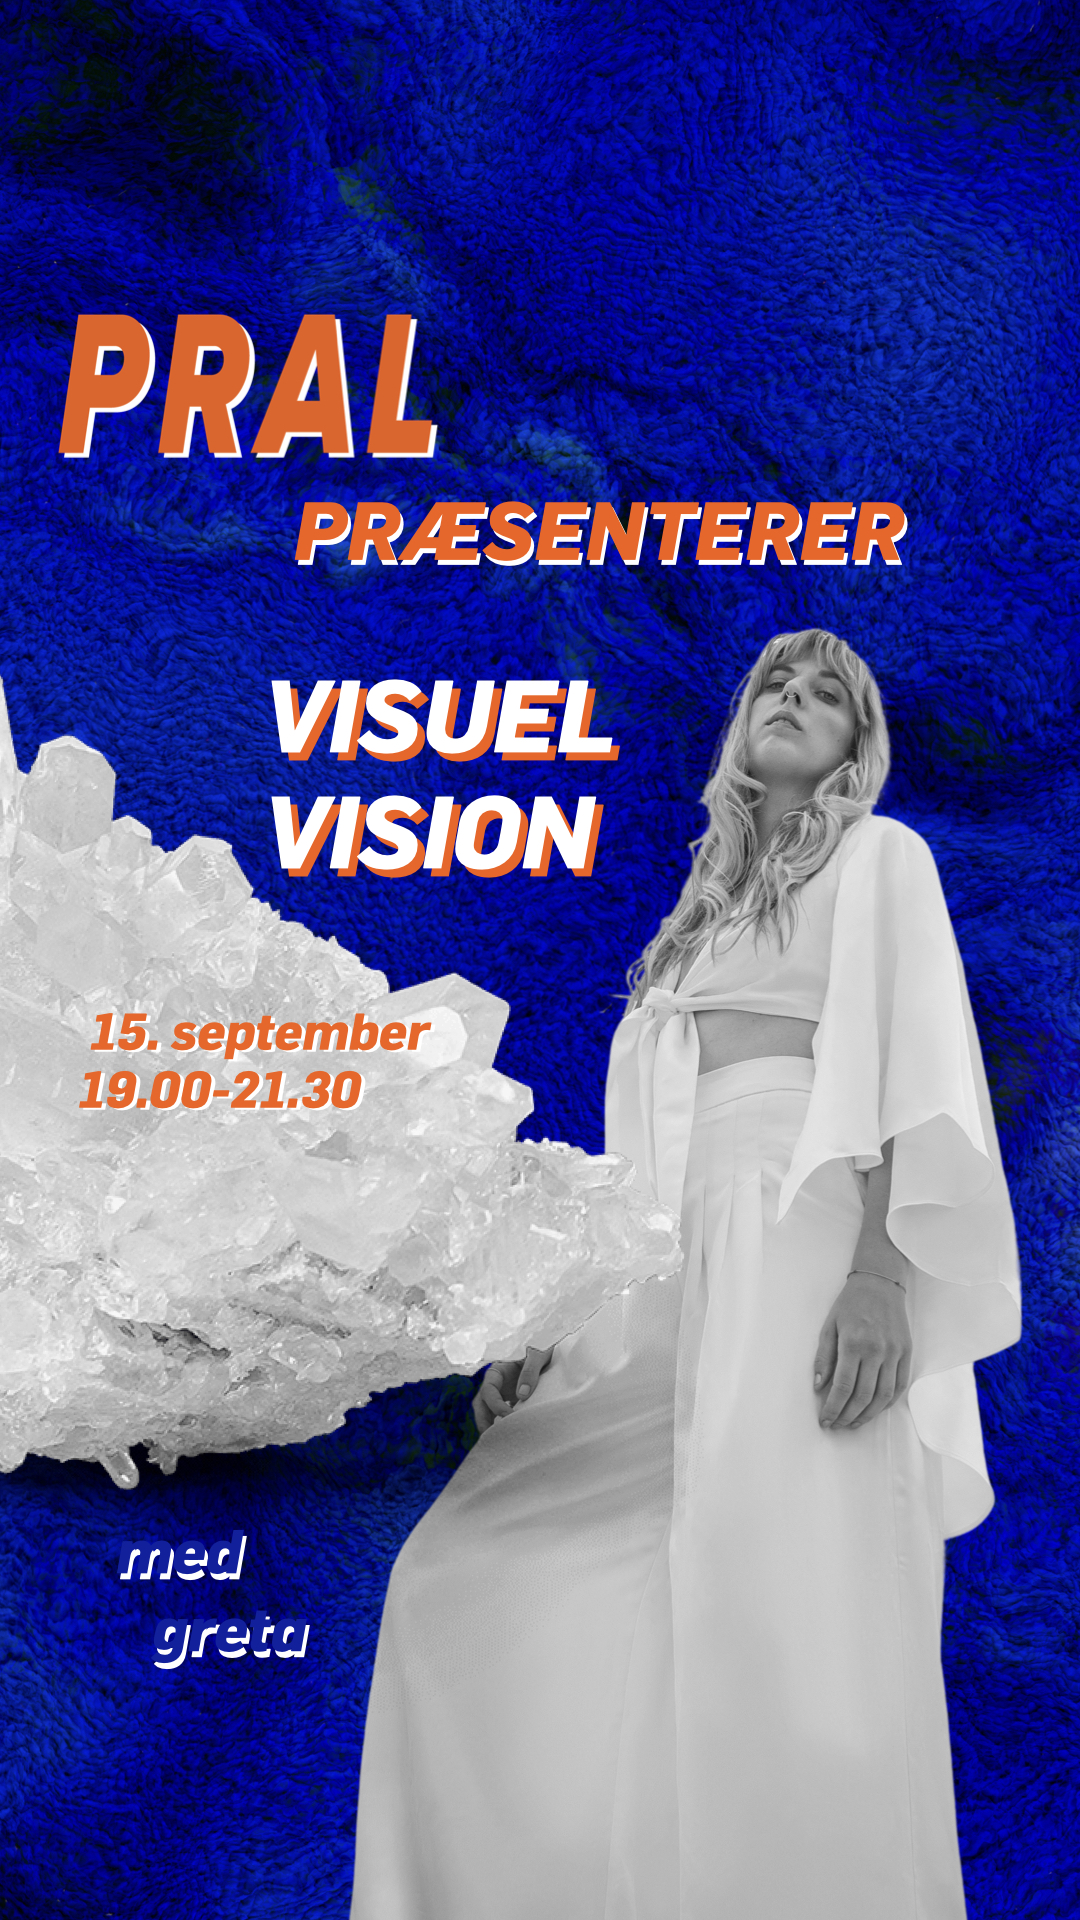 PRAL
PRÆSENTERER
VISUEL
VISION
15. september
19.00-21.30
med
greta